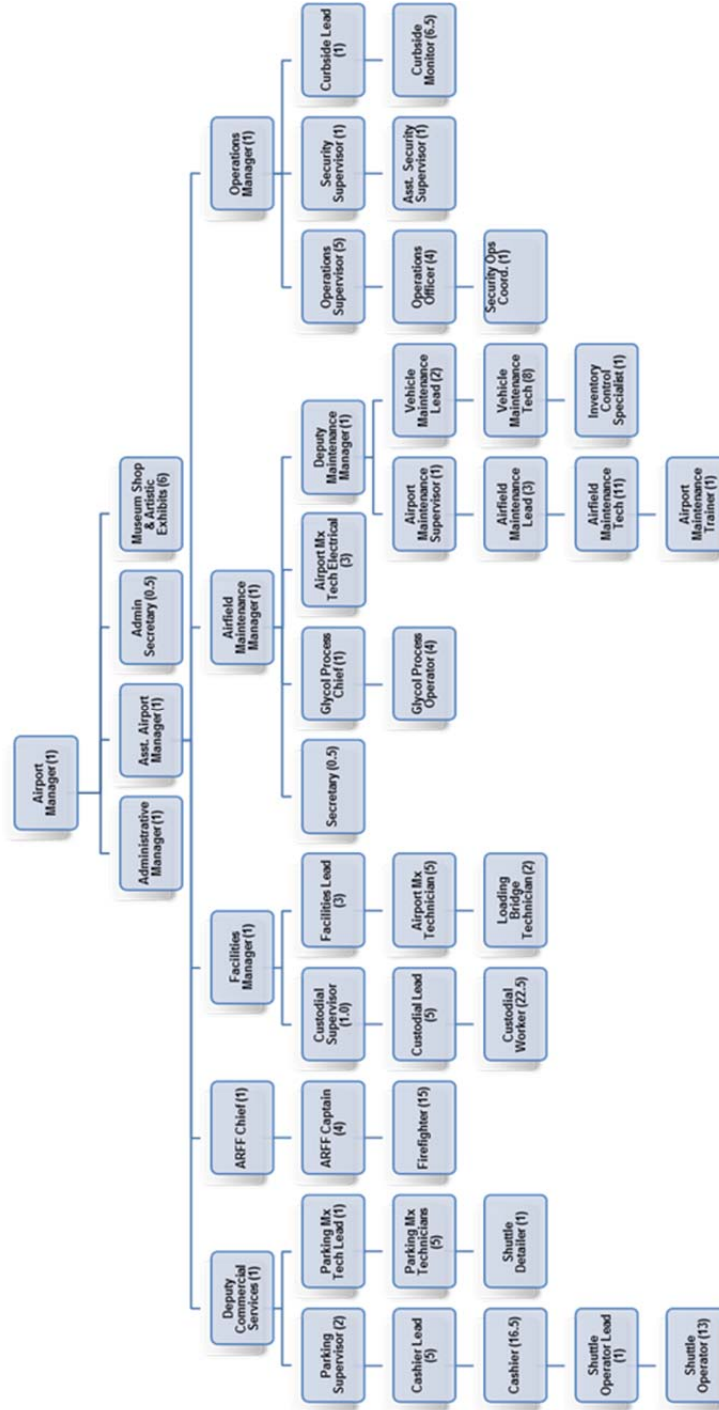 Airport
Manager (1)
Administrative
Manager (1)
Asst. Airport
Manager (1)
Admin
Secretary (0.5)
Museum Shop
& Artistic
Exhibits (6)
Deputy
Commercial
Services (1)
ARFF Chief (1)
Facilities
Manager (1)
Airfield
Maintenance
Manager (1)
Operations
Manager (1)
Parking
Supervisor (2)
Cashier Lead
(5)
Cashier (16.5)
Shuttle
Operator Lead
(1)
Shuttle
Operator (13)
Parking Mx
Tech Lead (1)
Parking Mx
Technicians
(5)
Shuttle
Detailer (1)
ARFF Captain
(4)
Firefighter (15)
Custodial
Supervisor
(1.0)
Custodial Lead
(5)
Custodial
Worker (22.5)
Facilities Lead
(3)
Airport Mx
Technician (5)
Loading
Bridge
Technician (2)
Secretary (0.5)
Glycol Process
Chief (1)
Glycol Process
Operator (4)
Airport Mx
Tech Electrical
(3)
Deputy
Maintenance
Manager (1)
Airport
Maintenance
Supervisor (1)
Airfield
Maintenance
Lead (3)
Airfield
Maintenance
Tech (11)
Airport
Maintenance
Trainer (1)
Vehicle
Maintenance
Lead (2)
Vehicle
Maintenance
Tech (8)
Inventory
Control
Specialist (1)
Operations
Supervisor (5)
Operations
Officer (4)
Security Ops
Coord. (1)
Security
Supervisor (1)
Asst. Security
Supervisor (1)
Curbside Lead
(1)
Curbside
Monitor (6.5)